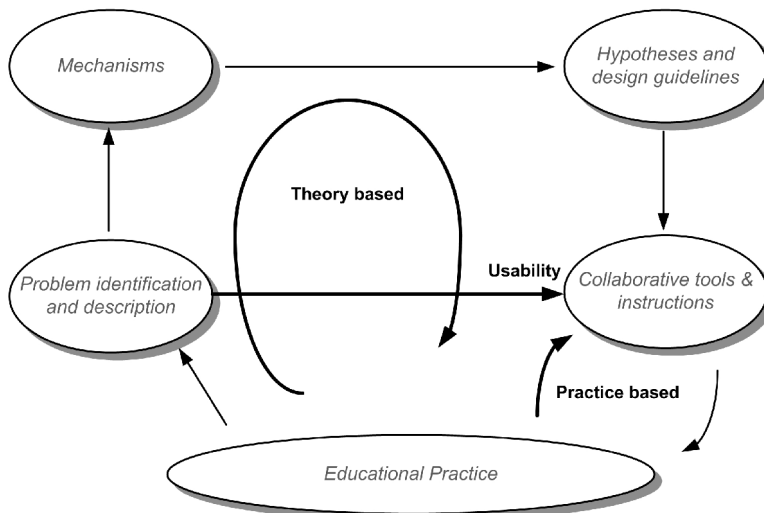 Mechanisms
Hypotheses and
design guidelines
Theory based
Usability
Problem identification
and description
Collaborative tools &
instructions
Practice based
Educational Practice